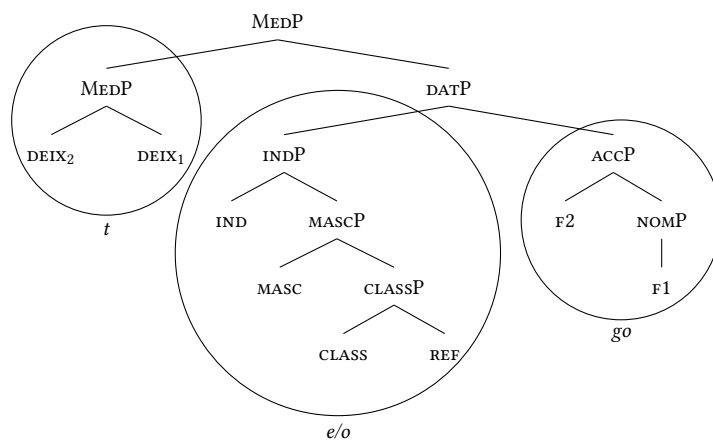 MEDP
MEDP DATP
DEIX₂ DEIX₁ INDP ACCP
t
IND MASCP F2 NOMP
MASC CLASSP F1
go
CLASS REF
e/o